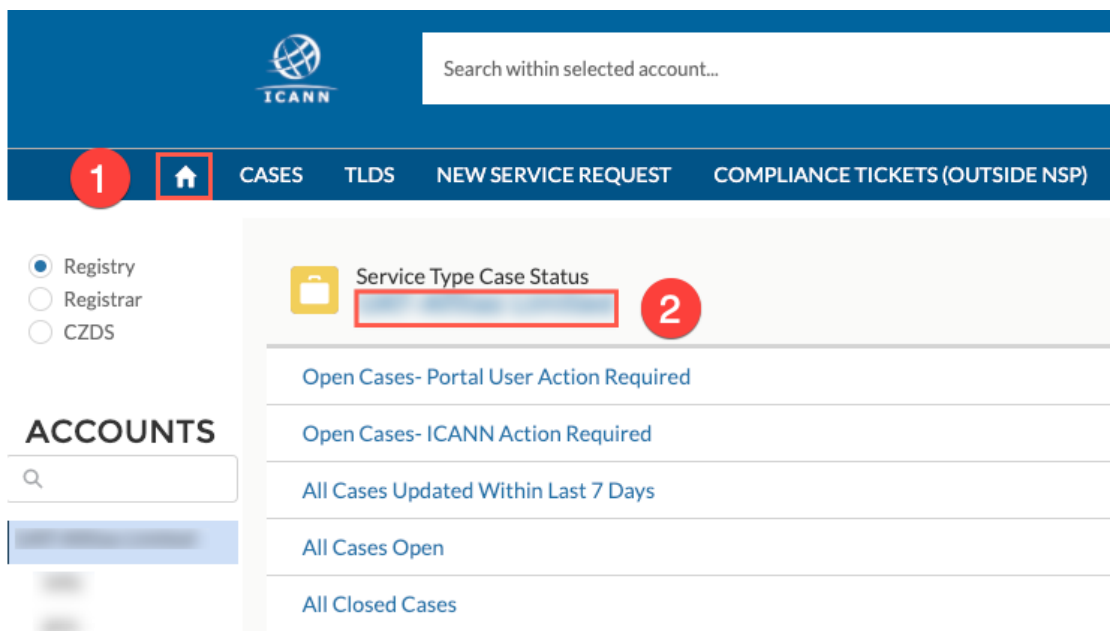 ICANN
Search within selected account...
1
CASES TLDS NEW SERVICE REQUEST COMPLIANCE TICKETS (OUTSIDE NSP)
Registry
Registrar
CZDS
Service Type Case Status
2
Open Cases- Portal User Action Required
ACCOUNTS
Open Cases- ICANN Action Required
All Cases Updated Within Last 7 Days
All Cases Open
All Closed Cases